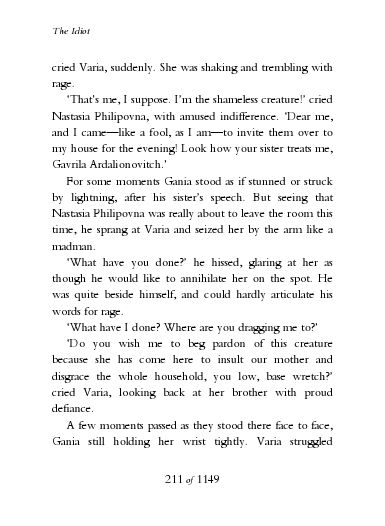 The Idiot
cried Varia, suddenly. She was shaking and trembling with
rage.
'That's me, I suppose. I'm the shameless creature!' cried
Nastasia Philipovna, with amused indifference. 'Dear me,
and I came—like a fool, as I am—to invite them over to
my house for the evening! Look how your sister treats me,
Gavrila Ardalionovitch.'
For some moments Gania stood as if stunned or struck
by lightning, after his sister's speech. But seeing that
Nastasia Philipovna was really about to leave the room this
time, he sprang at Varia and seized her by the arm like a
madman.
'What have you done?' he hissed, glaring at her as
though he would like to annihilate her on the spot. He
was quite beside himself, and could hardly articulate his
words for rage.
'What have I done? Where are you dragging me to?'
'Do you wish me to beg pardon of this creature
because she has come here to insult our mother and
disgrace the whole household, you low, base wretch?'
cried Varia, looking back at her brother with proud
defiance.
A few moments passed as they stood there face to face,
Gania still holding her wrist tightly. Varia struggled
211 of 1149